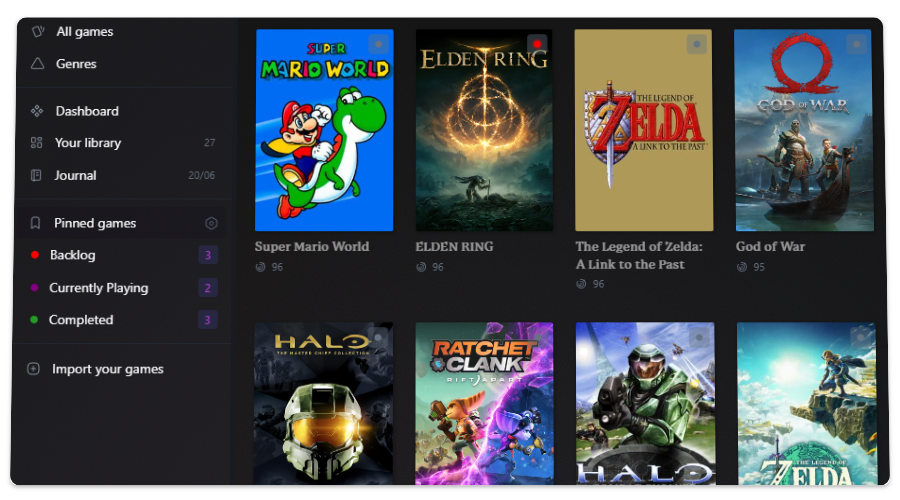 All games
Genres
Dashboard
Your library 27
Journal 20/06
Pinned games
Backlog 3
Currently Playing 2
Completed 3
Import your games
SUPER
MARIO WORLD
ELDEN RING
THE LEGEND OF
ZELDA
A LINK TO THE PAST
GOD OF WAR
Super Mario World
96
ELDEN RING
96
The Legend of Zelda:
A Link to the Past
96
God of War
95
HALO
THE MASTER CHIEF COLLECTION
RATCHET
CLANK
RIFT APART
HALO
THE LEGEND OF
ZELDA